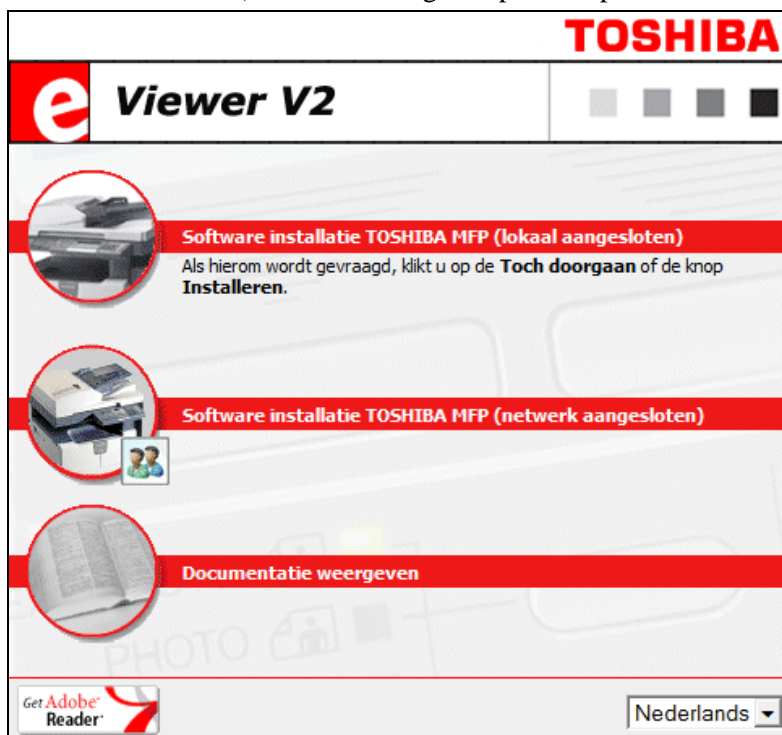 TOSHIBA
e Viewer V2
Software installatie TOSHIBA MFP (lokaal aangesloten)
Als hierom wordt gevraagd, klikt u op de Toch doorgaan of de knop
Installeren.
Software installatie TOSHIBA MFP (netwerk aangesloten)
Documentatie weergeven
PHOTO
Get Adobe
Reader
Nederlands